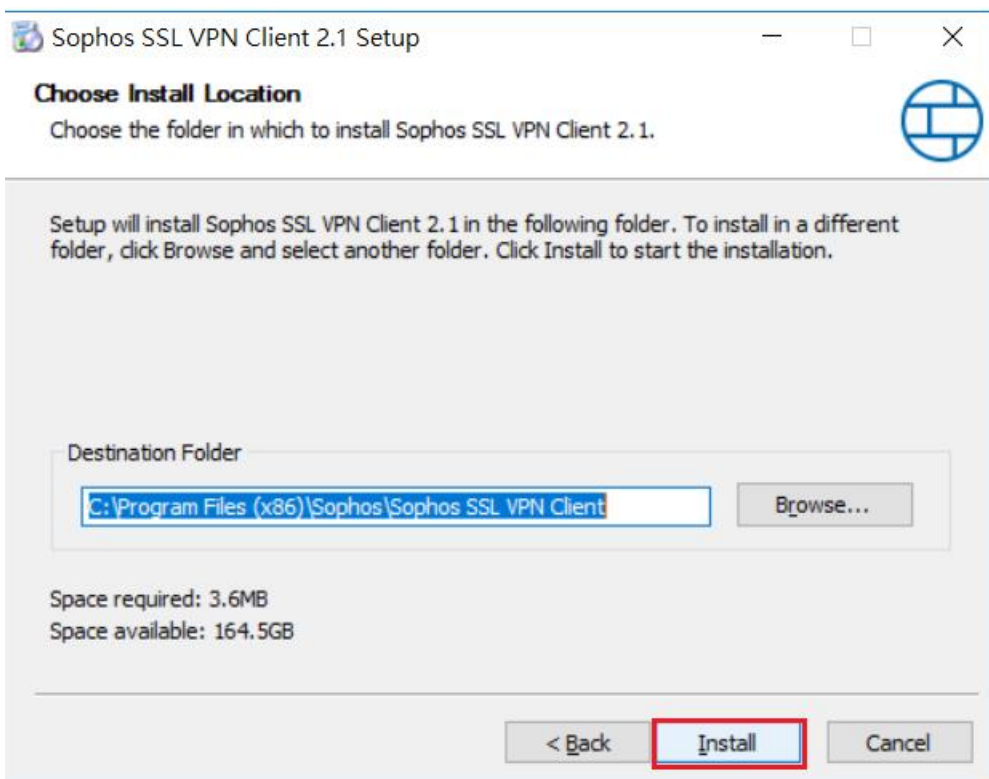 Sophos SSL VPN Client 2.1 Setup
Choose Install Location
Choose the folder in which to install Sophos SSL VPN Client 2.1.
Setup will install Sophos SSL VPN Client 2.1 in the following folder. To install in a different
folder, click Browse and select another folder. Click Install to start the installation.
Destination Folder
C:\Program Files (x86)\Sophos\Sophos SSL VPN Client
Browse...
Space required: 3.6MB
Space available: 164.5GB
< Back
Install
Cancel